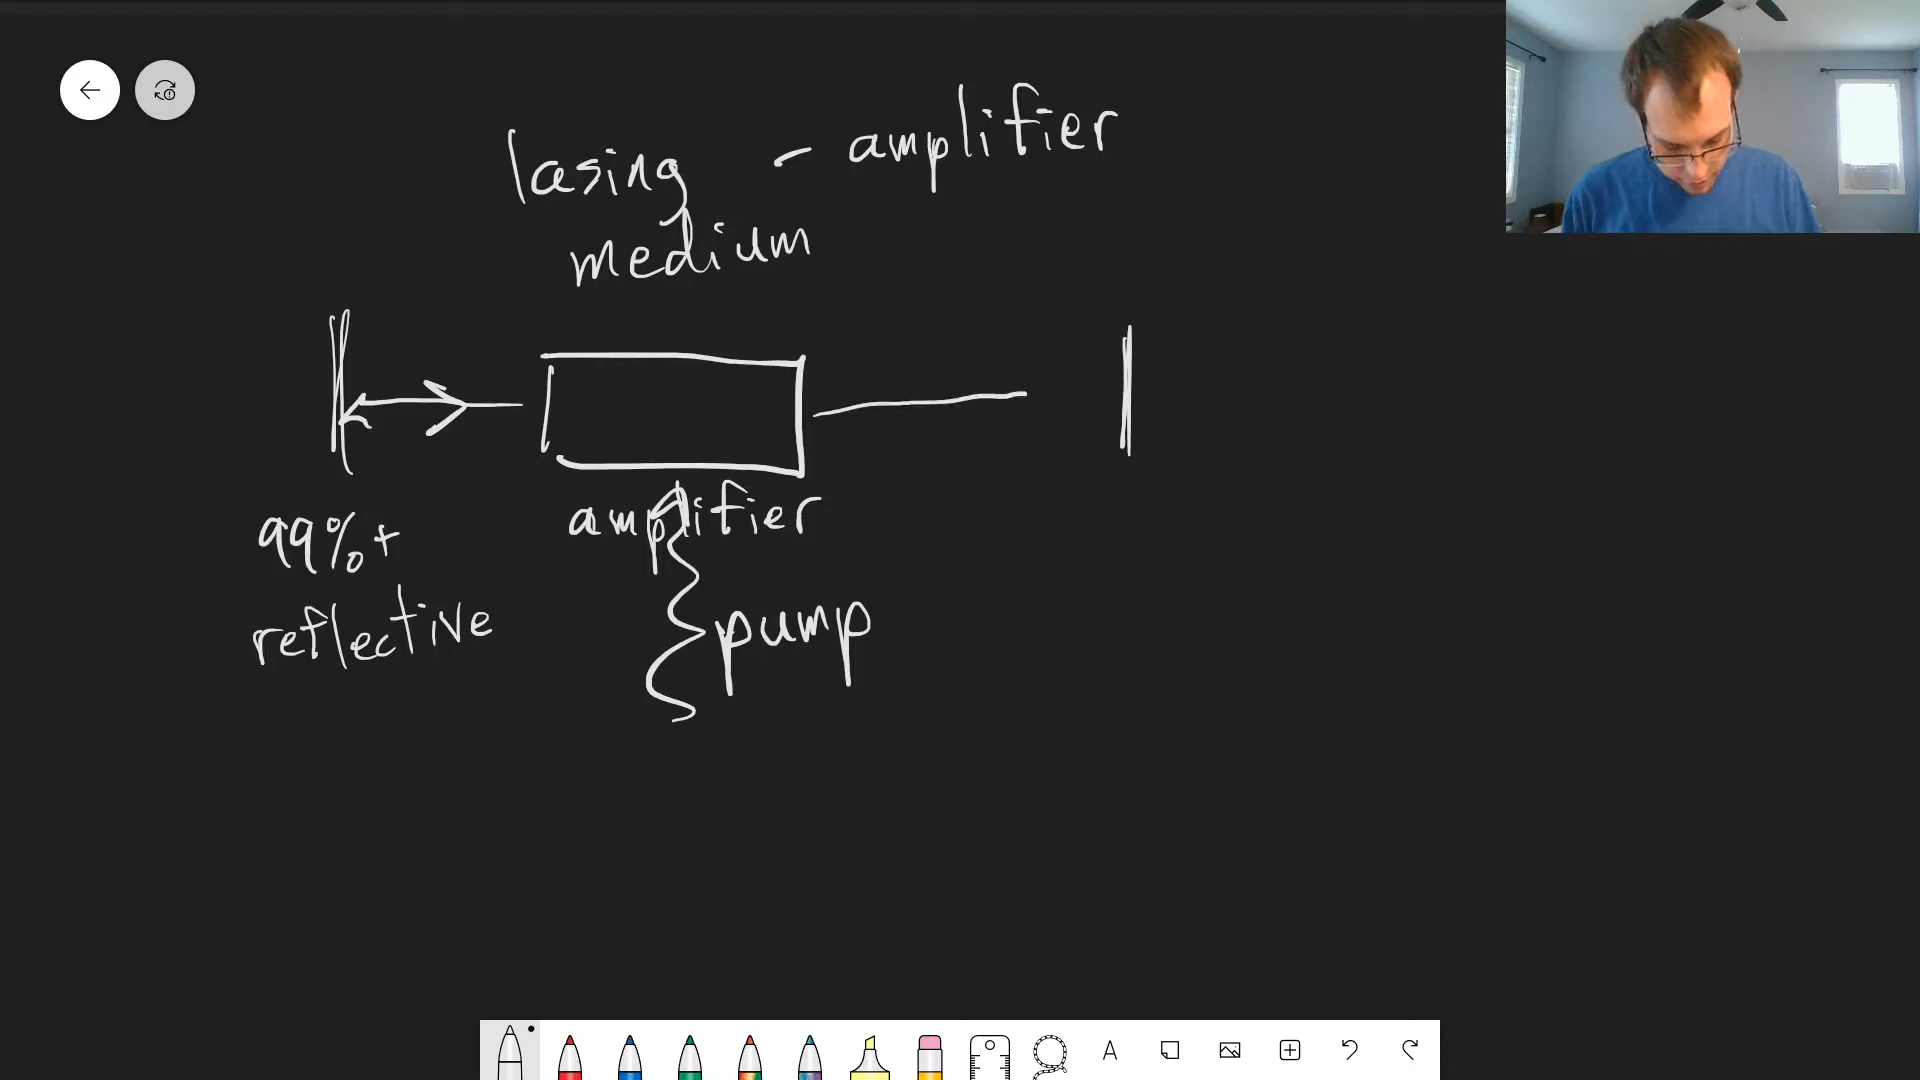 lasing - amplifier
medium
99%+
reflective
amplifier
pump
A